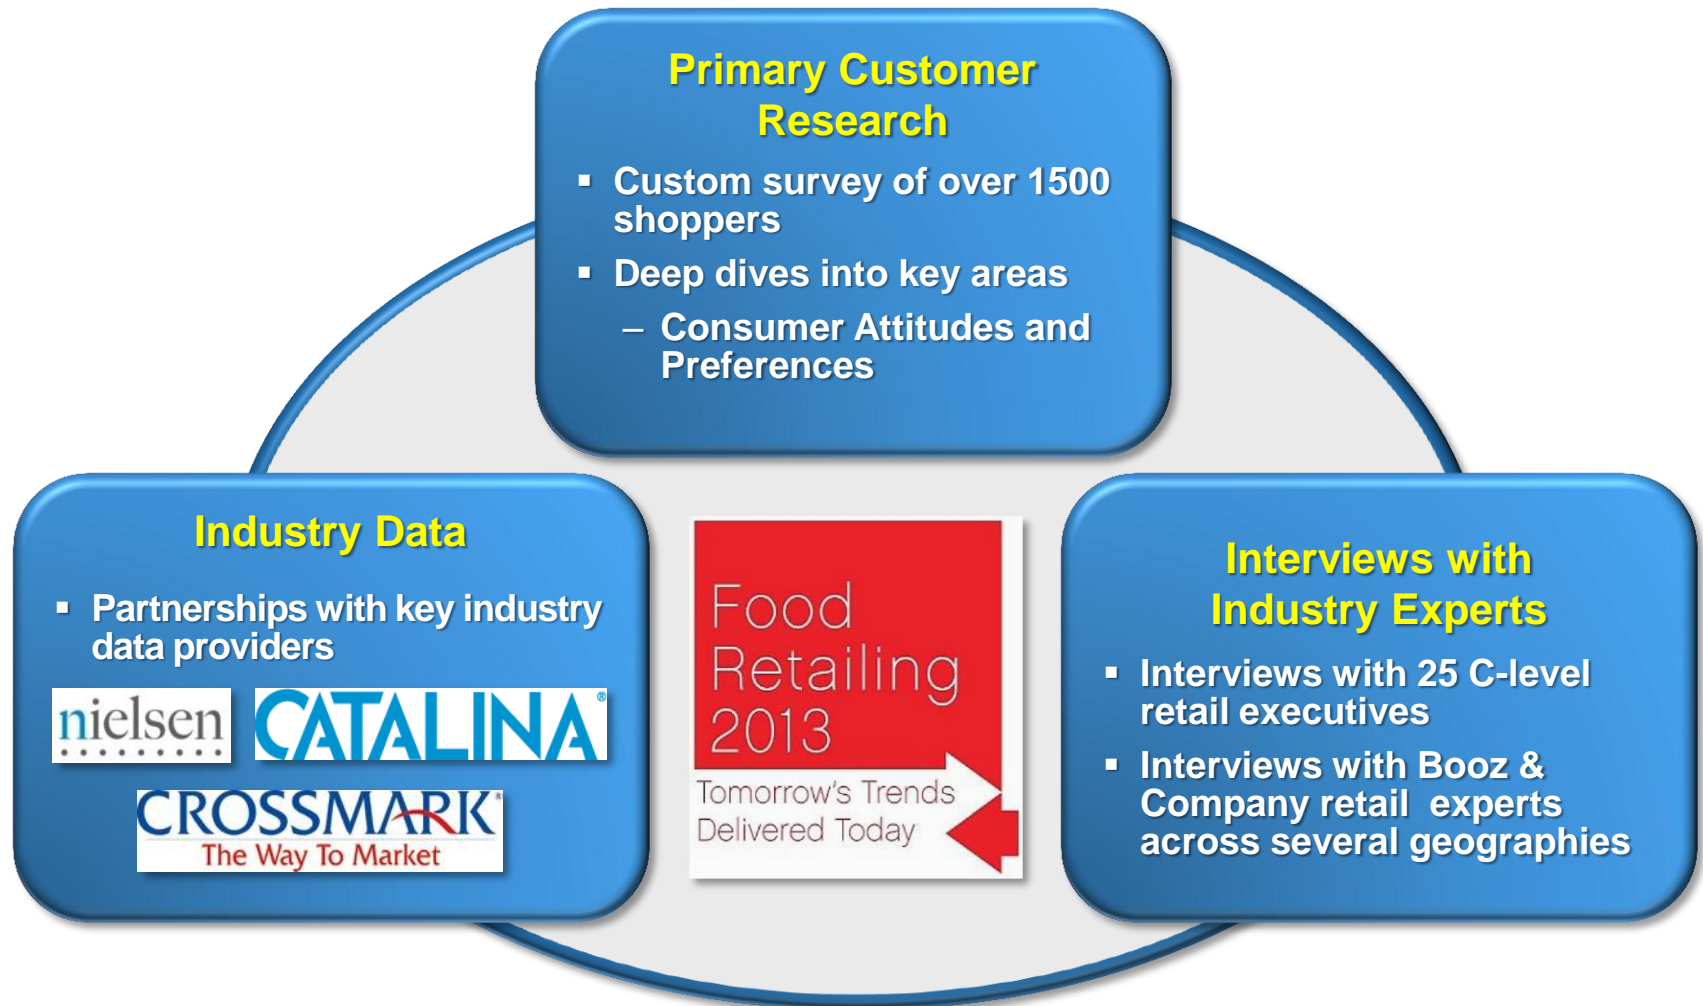 Primary Customer
Research
▪ Custom survey of over 1500
shoppers
▪ Deep dives into key areas
– Consumer Attitudes and
Preferences
Industry Data
▪ Partnerships with key industry
data providers
nielsen
CATALINA®
CROSSMARK®
The Way To Market
Food
Retailing
2013
Tomorrow's Trends
Delivered Today
Interviews with
Industry Experts
▪ Interviews with 25 C-level
retail executives
▪ Interviews with Booz &
Company retail  experts
across several geographies